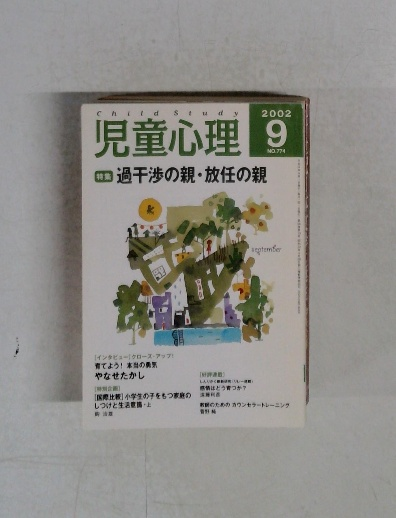 Child Study
児童心理
2002
9
NO.774
特集 過干渉の親・放任の親
september
[インタビュー]クローズ・アップ
育てよう! 本当の勇気
やなせたかし
[特別企画]
[国際比較]小学生の子をもつ家庭の
しつけと生活意識・上
[好評連載]
感情はどう育つか?
教師のための カウンセラートレーニング